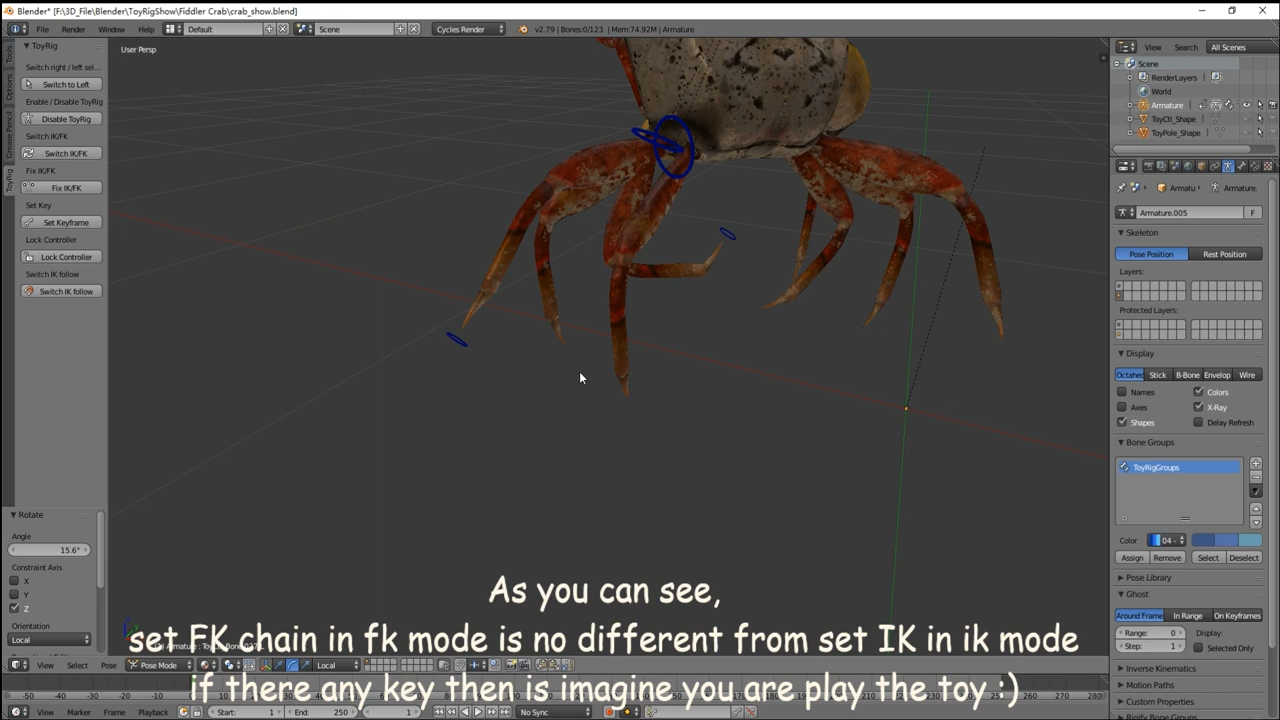 Blender* [F:\3D_File\Blender\ToyRigShow\Fiddler Crab\crab_show.blend]
File Render Window Help Default Scene Cycles Render v2.79 | Bones:0/123 | Mem:74.92M | Armature
View Search All Scenes
Tools
Options
Grease Pencil
ToyRig
ToyRig
Switch right / left sel...
Switch to Left
Enable / Disable ToyRig
Disable ToyRig
Switch IK/FK
Switch IK/FK
Fix IK/FK
Fix IK/FK
Set Key
Set Keyframe
Lock Controller
Lock Controller
Switch IK follow
Switch IK follow
Rotate
Angle
15.6°
Constraint Axis
X
Y
Z
Orientation
Local
User Persp
Scene
RenderLayers
World
Armature
ToyCtl_Shape
ToyPole_Shape
Armatu Armature.
Armature.005 F
Skeleton
Pose Position Rest Position
Layers:
Protected Layers:
Display
Octahed Stick B-Bone Envelop Wire
Names Colors
Axes X-Ray
Shapes Delay Refresh
Bone Groups
ToyRigGroups
Color 04 -
Assign Remove Select Deselect
Pose Library
Ghost
Around Frame In Range On Keyframes
Range: 0 Display:
Step: 1 Selected Only
Inverse Kinematics
Motion Paths
Custom Properties
As you can see,
set FK chain in fk mode is no different from set IK in ik mode
if there any key then is imagine you are play the toy :)
View Select Pose Pose Mode Local
View Marker Frame Playback Start: 1 End: 250 1 No Sync